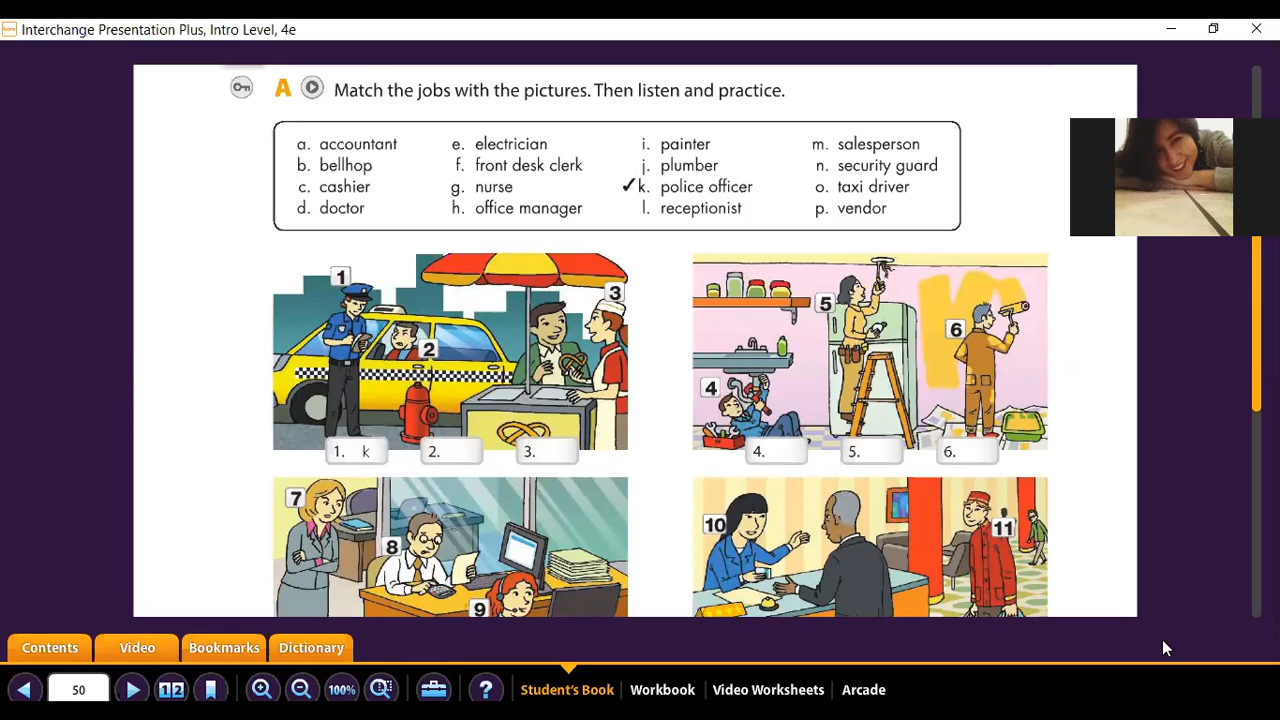 Interchange Presentation Plus, Intro Level, 4e
A Match the jobs with the pictures. Then listen and practice.
a. accountant
b. bellhop
c. cashier
d. doctor
e. electrician
f. front desk clerk
g. nurse
h. office manager
i. painter
j. plumber
✓k. police officer
l. receptionist
m. salesperson
n. security guard
o. taxi driver
p. vendor
1
2
3
1. k
2.
3.
4
5
6
4.
5.
6.
7
8
9
10
11
Contents
Video
Bookmarks
Dictionary
50
12
100%
?
Student's Book
Workbook
Video Worksheets
Arcade